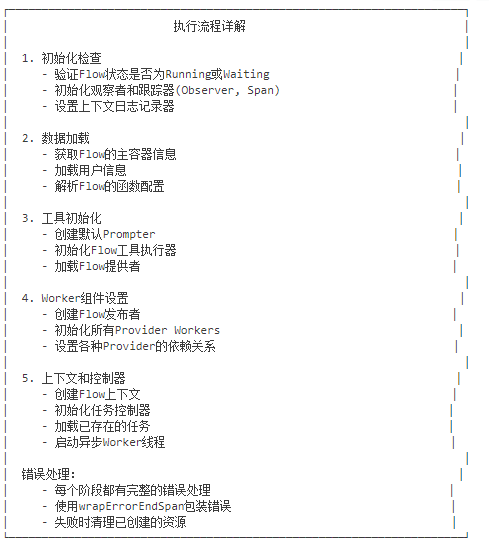 执行流程详解
1. 初始化检查
- 验证Flow状态是否为Running或Waiting
- 初始化观察者和跟踪器(Observer, Span)
- 设置上下文日志记录器
2. 数据加载
- 获取Flow的主容器信息
- 加载用户信息
- 解析Flow的函数配置
3. 工具初始化
- 创建默认Prompter
- 初始化Flow工具执行器
- 加载Flow提供者
4. Worker组件设置
- 创建Flow发布者
- 初始化所有Provider Workers
- 设置各种Provider的依赖关系
5. 上下文和控制器
- 创建Flow上下文
- 初始化任务控制器
- 加载已存在的任务
- 启动异步Worker线程
错误处理:
- 每个阶段都有完整的错误处理
- 使用wrapErrorEndSpan包装错误
- 失败时清理已创建的资源